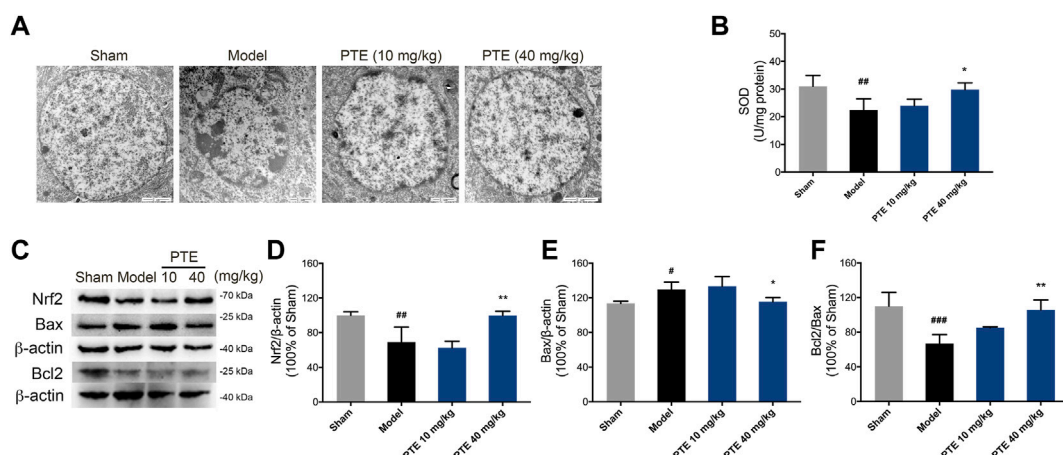 A
Sham Model PTE (10 mg/kg) PTE (40 mg/kg)
B
SOD
(U/mg protein)
50
40
30
20
10
0
##
*
Sham
Model
PTE 10 mg/kg
PTE 40 mg/kg
C
PTE
Sham Model 10 40 (mg/kg)
Nrf2 -70 kDa
-25 kDa
Bax
β-actin -40 kDa
Bcl2 -25 kDa
β-actin -40 kDa
D
Nrf2/β-actin
(100% of Sham)
160
120
80
40
0
##
**
Sham
Model
PTE 10 mg/kg
PTE 40 mg/kg
E
Bax/β-actin
(100% of Sham)
160
120
80
40
0
#
*
Sham
Model
PTE 10 mg/kg
PTE 40 mg/kg
F
Bcl2/Bax
(100% of Sham)
160
120
80
40
0
###
**
Sham
Model
PTE 10 mg/kg
PTE 40 mg/kg